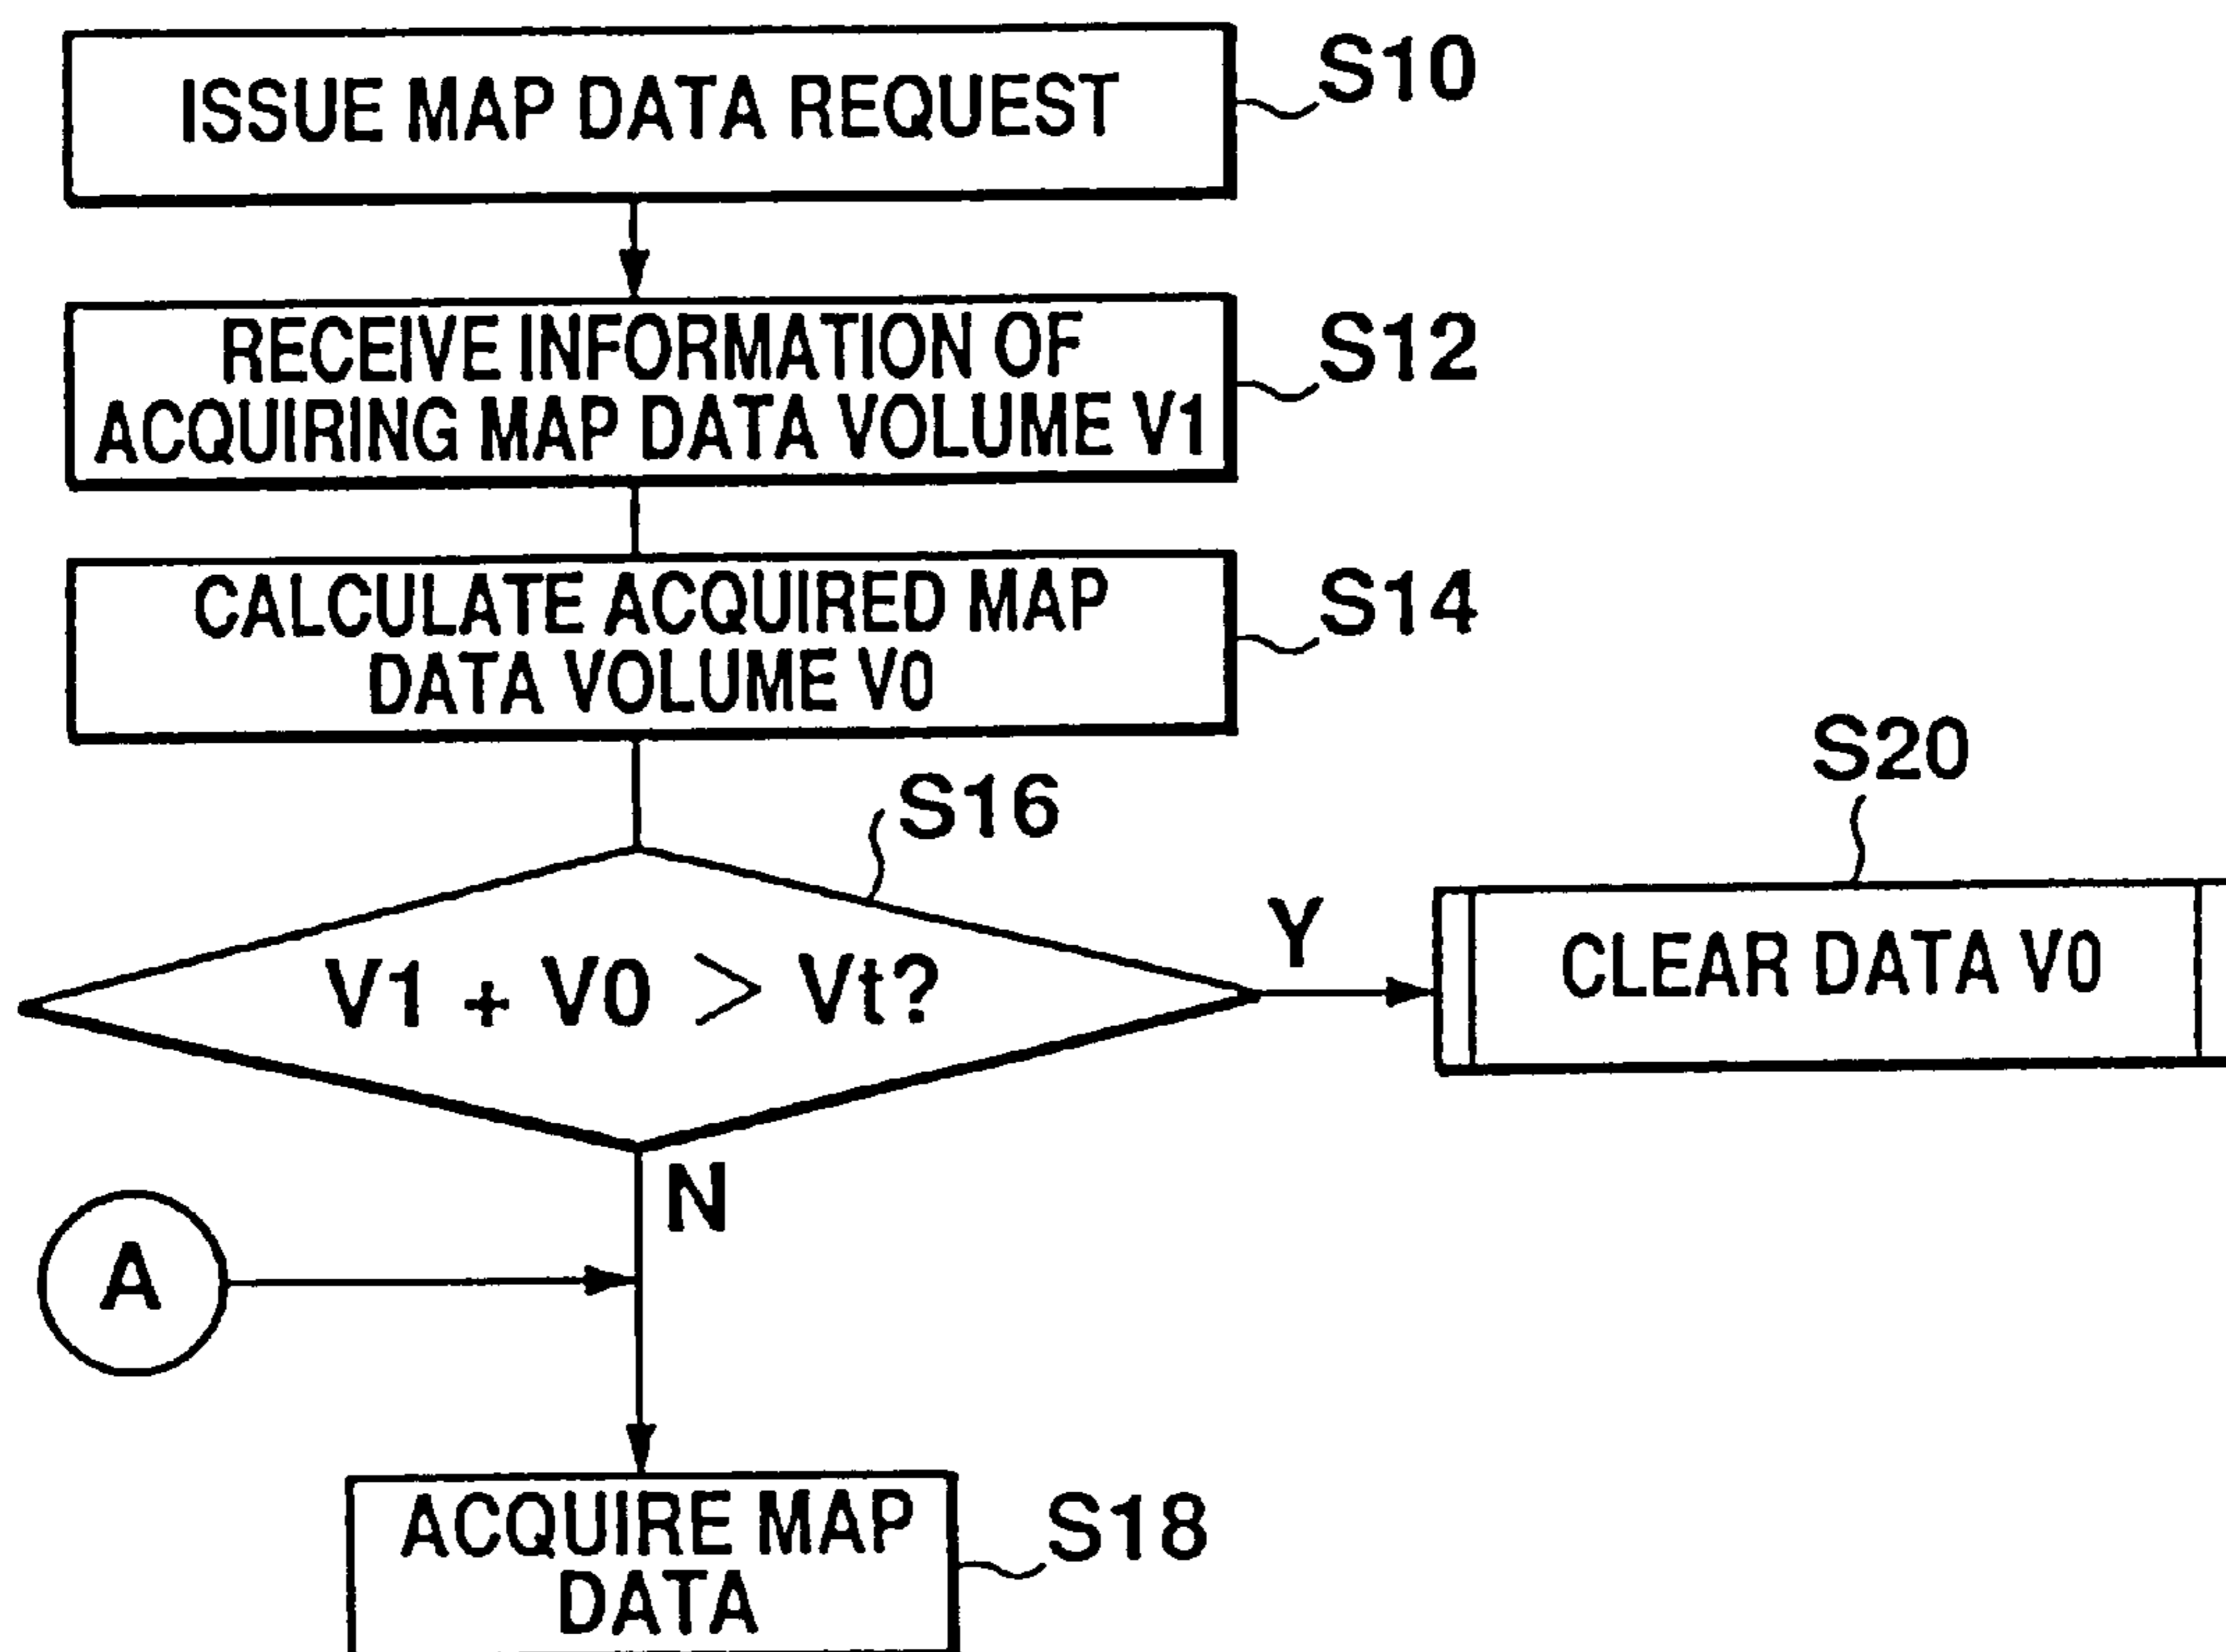 ISSUE MAP DATA REQUEST
S10
RECEIVE INFORMATION OF
ACQUIRING MAP DATA VOLUME V1
S12
CALCULATE ACQUIRED MAP
DATA VOLUME V0
S14
S16
V1 + V0 > Vt?
Y
S20
CLEAR DATA V0
N
A
ACQUIRE MAP
DATA
S18